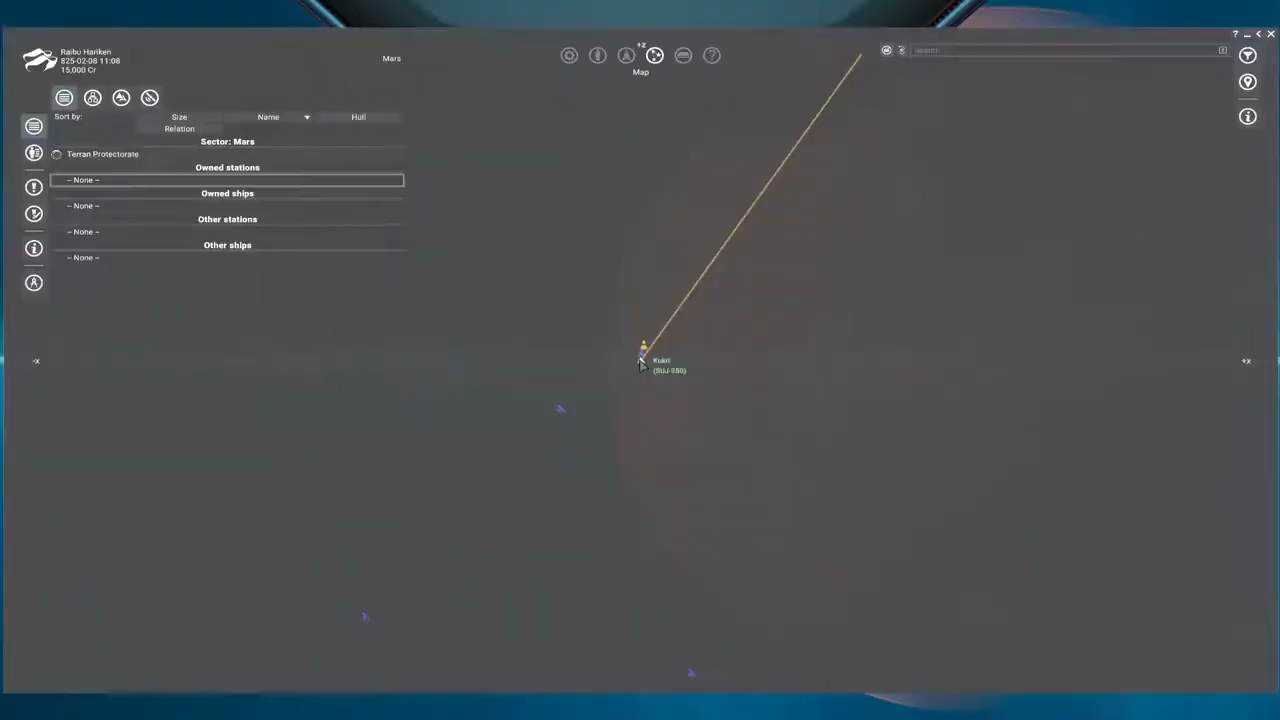 Raibu Hariken
825-02-08 11:08
15,000 Cr
Mars
+z
Map
Search
Sort by:
Size
Name
Hull
Relation
Sector: Mars
Terran Protectorate
Owned stations
-- None --
Owned ships
-- None --
Other stations
-- None --
Other ships
-- None --
-x
+x
Kukri